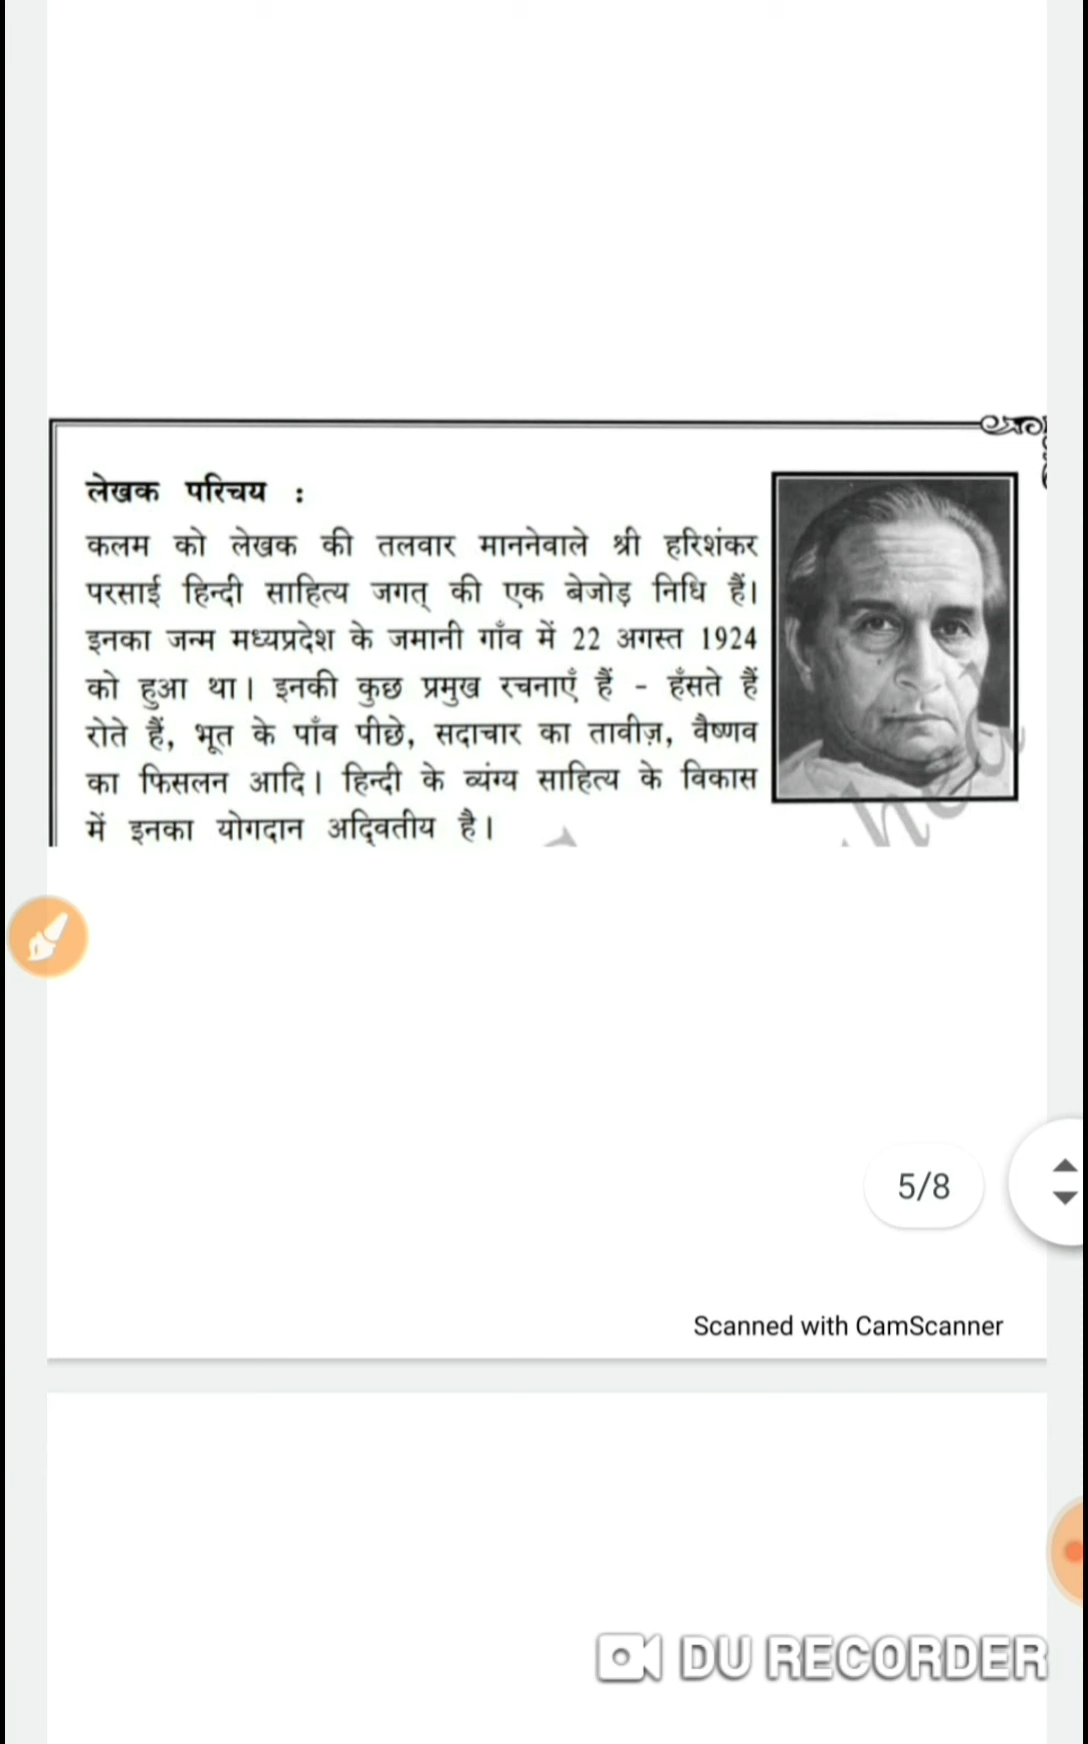 लेखक परिचय :
कलम को लेखक की तलवार माननेवाले श्री हरिशंकर
परसाई हिन्दी साहित्य जगत् की एक बेजोड़ निधि हैं।
इनका जन्म मध्यप्रदेश के जमानी गाँव में 22 अगस्त 1924
को हुआ था। इनकी कुछ प्रमुख रचनाएँ हैं - हँसते हैं
रोते हैं, भूत के पाँव पीछे, सदाचार का तावीज़, वैष्णव
का फिसलन आदि। हिन्दी के व्यंग्य साहित्य के विकास
में इनका योगदान अद्वितीय है।
5/8
Scanned with CamScanner
DU RECORDER